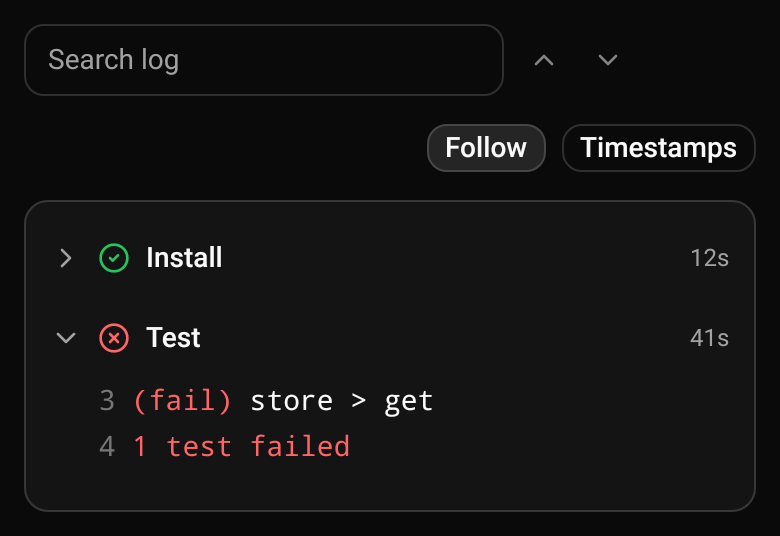 Search log
Follow Timestamps
Install 12s
Test 41s
3 (fail) store > get
4 1 test failed